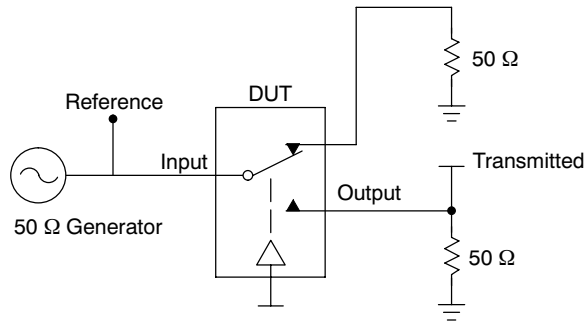 DUT
50 Ω
Reference
Input
Transmitted
Output
50 Ω Generator
50 Ω